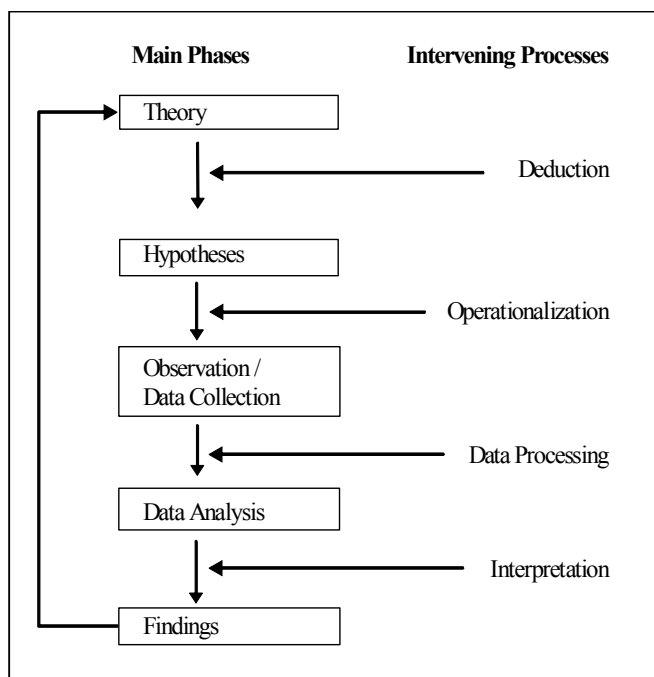 Main Phases
Intervening Processes
Theory
Deduction
Hypotheses
Operationalization
Observation /
Data Collection
Data Processing
Data Analysis
Interpretation
Findings